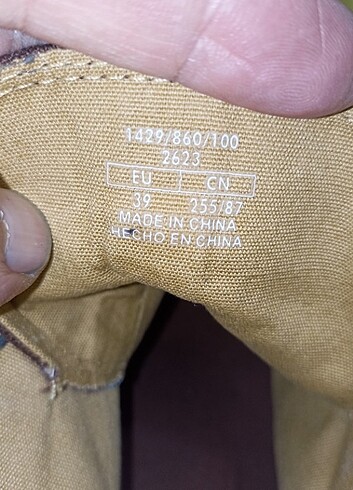 1429/860/100
2623
EU CN
39 255/87
MADE IN CHINA
HECHO EN CHINA